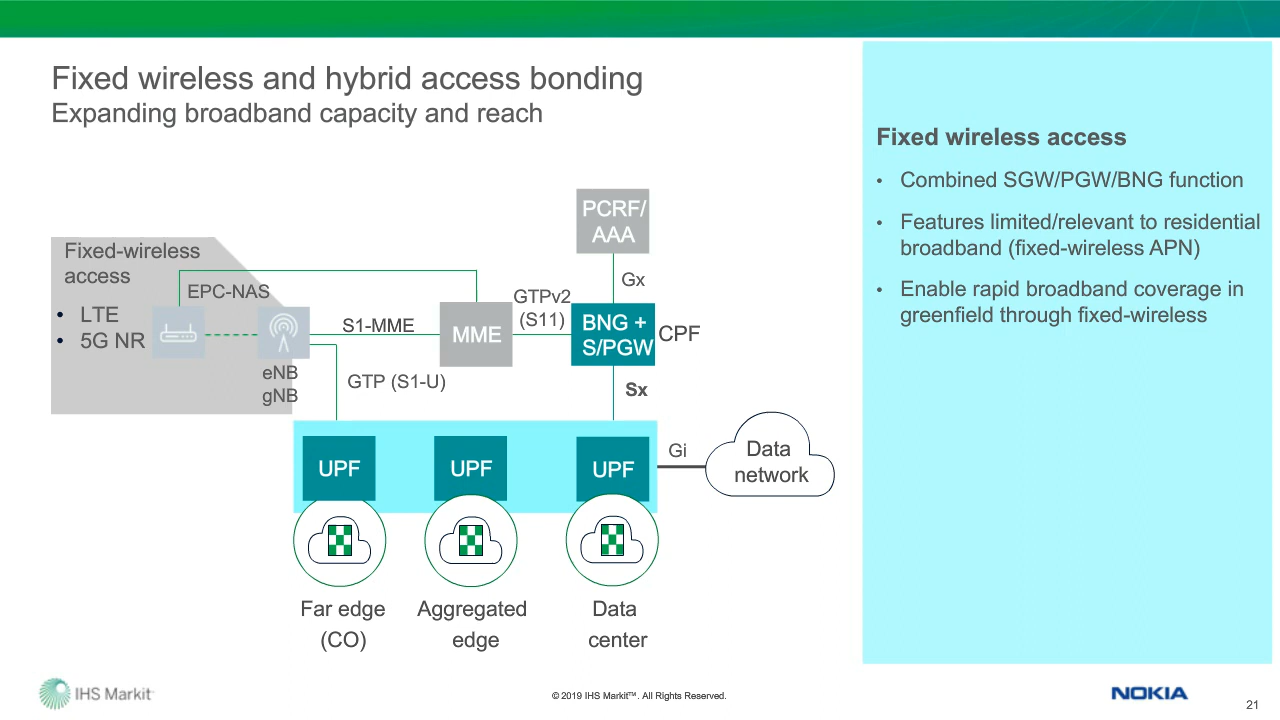 Fixed wireless and hybrid access bonding
Expanding broadband capacity and reach
Fixed-wireless
access
• LTE
• 5G NR
EPC-NAS
eNB
gNB
S1-MME
GTP (S1-U)
MME
GTPv2
(S11)
PCRF/
AAA
Gx
BNG +
S/PGW
CPF
Sx
UPF
UPF
UPF
Gi
Data
network
Far edge
(CO)
Aggregated
edge
Data
center
Fixed wireless access
• Combined SGW/PGW/BNG function
• Features limited/relevant to residential
broadband (fixed-wireless APN)
• Enable rapid broadband coverage in
greenfield through fixed-wireless
IHS Markit™
© 2019 IHS Markit™. All Rights Reserved.
NOKIA
21